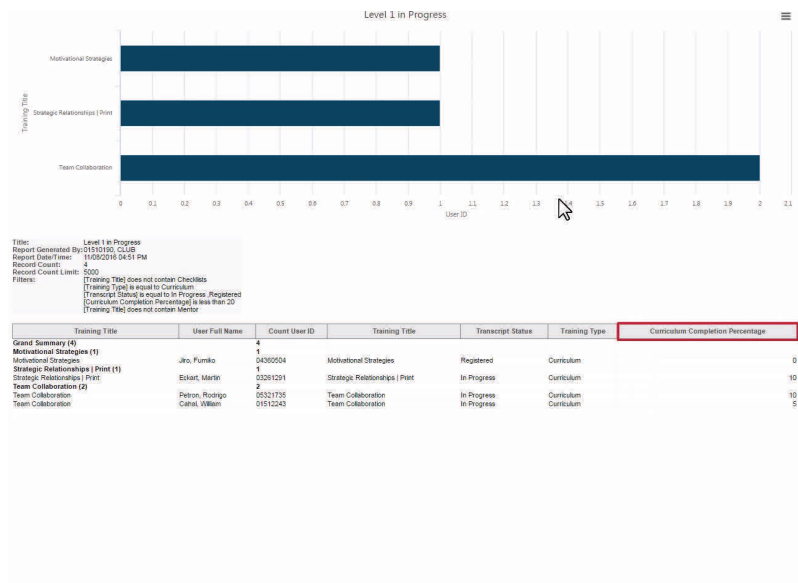 Level 1 in Progress
Training Title
Motivational Strategies
Strategic Relationships | Print
Team Collaboration
0 0.1 0.2 0.3 0.4 0.5 0.6 0.7 0.8 0.9 1 1.1 1.2 1.3 1.4 1.5 1.6 1.7 1.8 1.9 2 2.1
User ID
Title: Level 1 in Progress
Report Generated By: 01510190, CLUB
Report Date/Time: 11/08/2016 04:51 PM
Record Count: 4
Record Count Limit: 5000
Filters: [Training Title] does not contain Checklists
[Training Type] is equal to Curriculum
[Transcript Status] is equal to In Progress ,Registered
[Curriculum Completion Percentage] is less than 20
[Training Title] does not contain Mentor
Training Title User Full Name Count User ID Training Title Transcript Status Training Type Curriculum Completion Percentage
Grand Summary (4) 4
Motivational Strategies (1) 1
Motivational Strategies Jiro, Fumiko 04360504 Motivational Strategies Registered Curriculum 0
Strategic Relationships | Print (1) 1
Strategic Relationships | Print Eckart, Martin 03261291 Strategic Relationships | Print In Progress Curriculum 10
Team Collaboration (2) 2
Team Collaboration Petron, Rodrigo 05321735 Team Collaboration In Progress Curriculum 10
Team Collaboration Cahal, William 01512243 Team Collaboration In Progress Curriculum 5